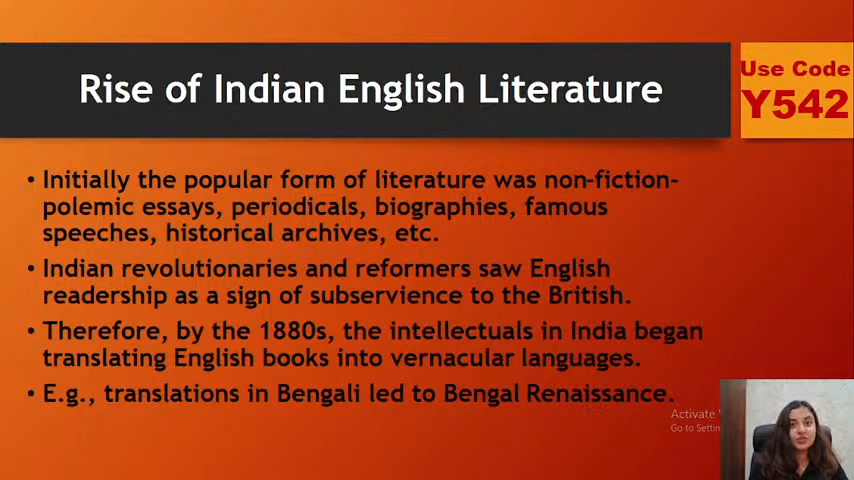 Rise of Indian English Literature
Use Code
Y542
• Initially the popular form of literature was non-fiction-
polemic essays, periodicals, biographies, famous
speeches, historical archives, etc.
• Indian revolutionaries and reformers saw English
readership as a sign of subservience to the British.
• Therefore, by the 1880s, the intellectuals in India began
translating English books into vernacular languages.
• E.g., translations in Bengali led to Bengal Renaissance.
Activate
Go to